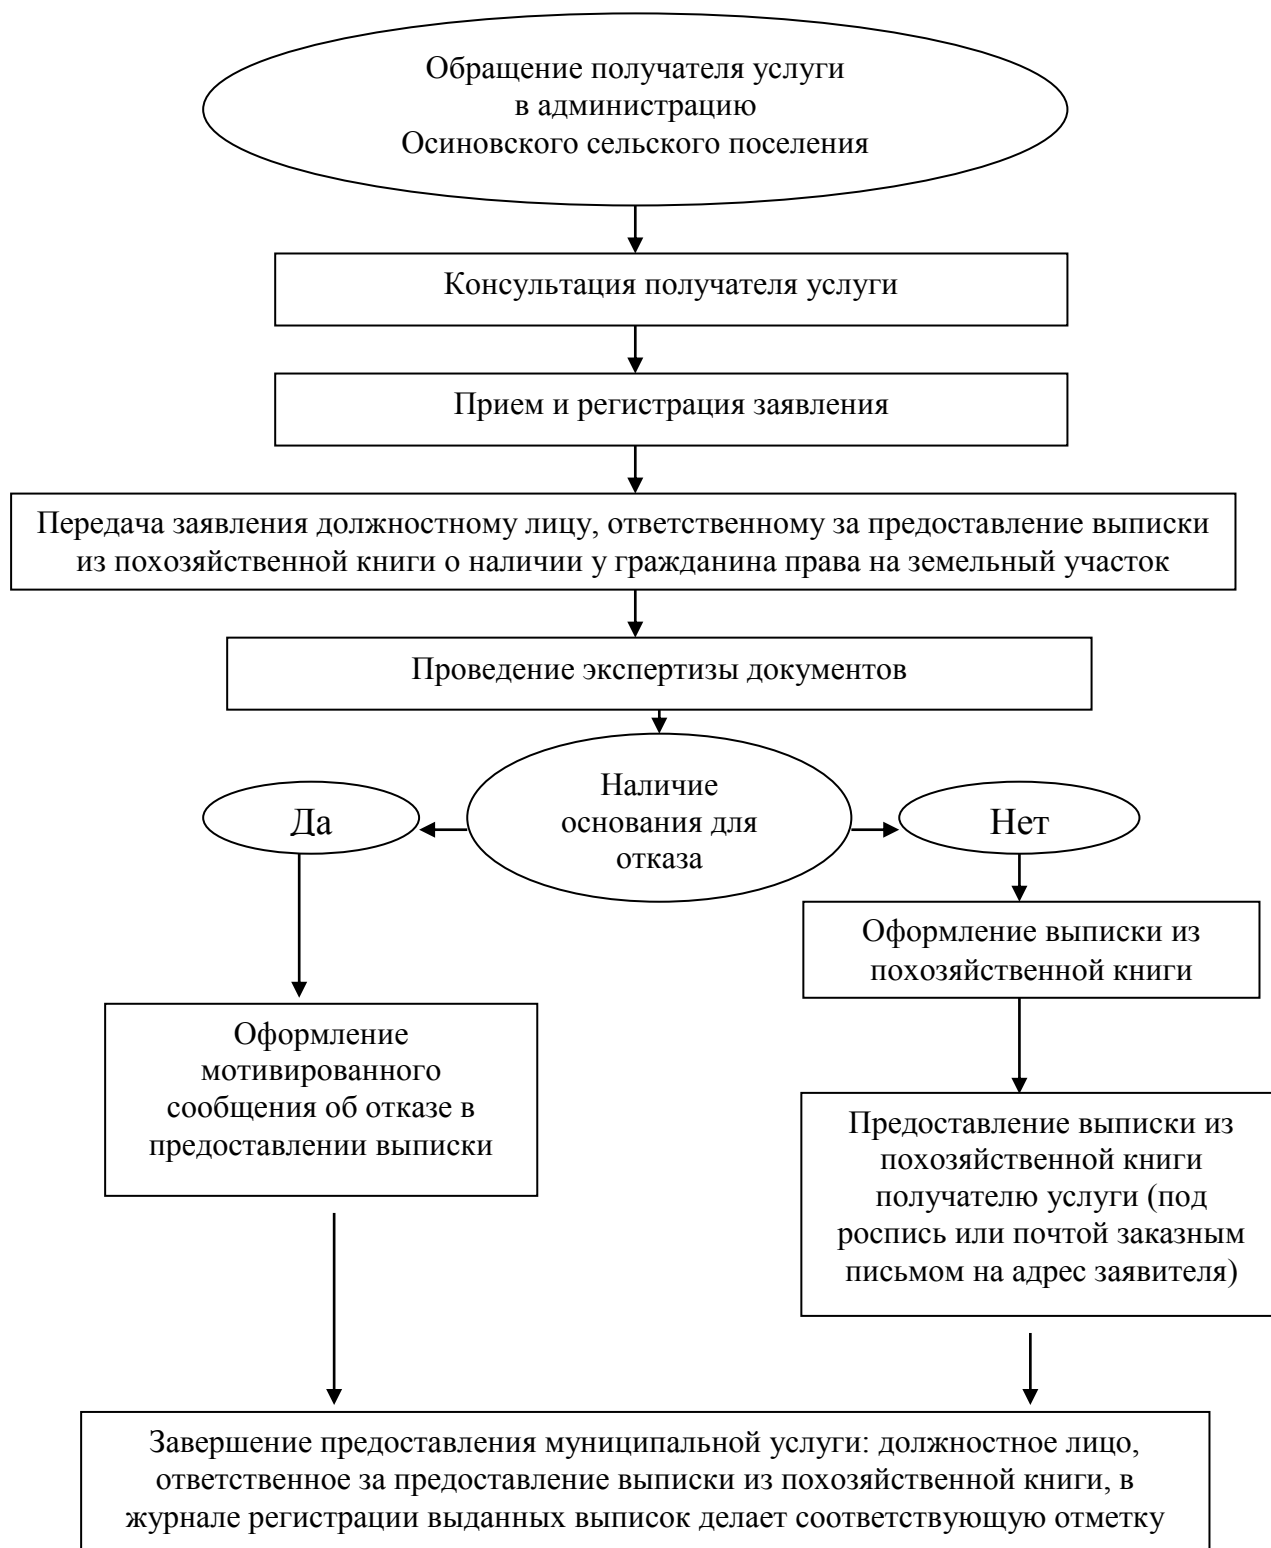 Обращение получателя услуги
в администрацию
Осиновского сельского поселения
Консультация получателя услуги
Прием и регистрация заявления
Передача заявления должностному лицу, ответственному за предоставление выписки
из похозяйственной книги о наличии у гражданина права на земельный участок
Проведение экспертизы документов
Наличие
основания для
отказа
Да
Нет
Оформление выписки из
похозяйственной книги
Оформление
мотивированного
сообщения об отказе в
предоставлении выписки
Предоставление выписки из
похозяйственной книги
получателю услуги (под
роспись или почтой заказным
письмом на адрес заявителя)
Завершение предоставления муниципальной услуги: должностное лицо,
ответственное за предоставление выписки из похозяйственной книги, в
журнале регистрации выданных выписок делает соответствующую отметку